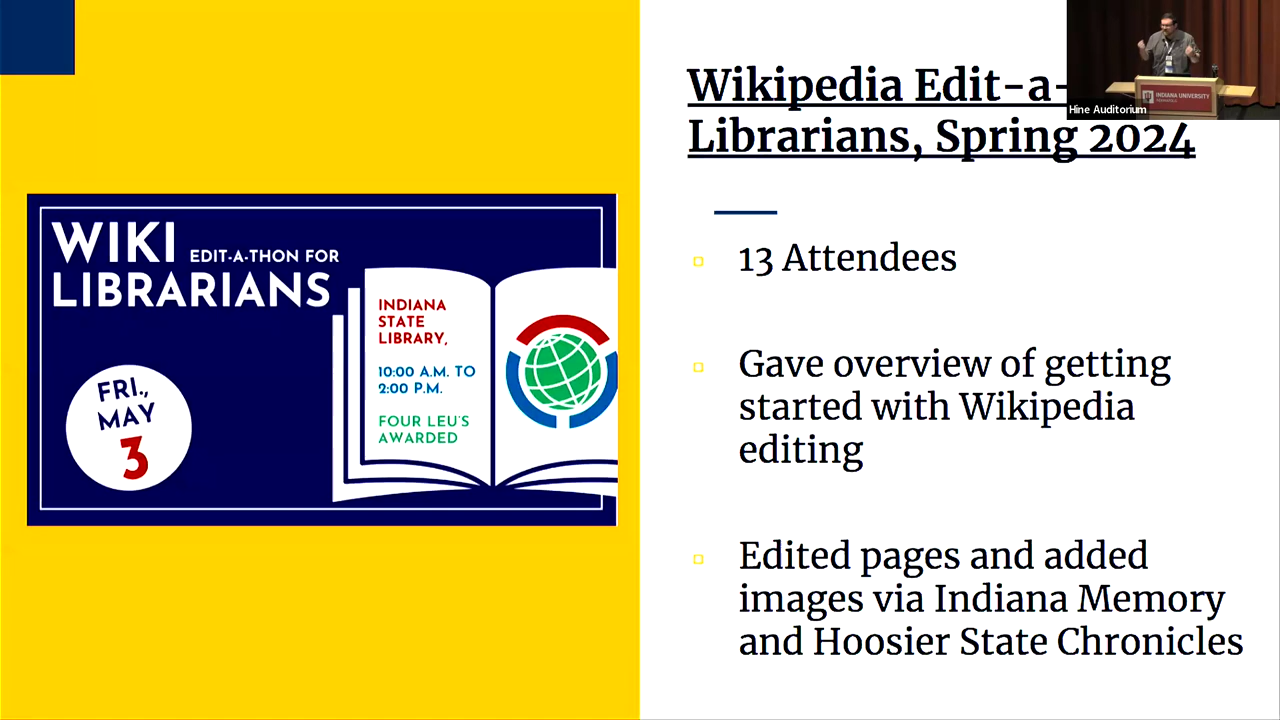 Wikipedia Edit-a-
Librarians, Spring 2024
WIKI EDIT-A-THON FOR
LIBRARIANS
INDIANA
STATE
LIBRARY,
10:00 A.M. TO
2:00 P.M.
FOUR LEU'S
AWARDED
FRI.,
MAY
3
13 Attendees
Gave overview of getting
started with Wikipedia
editing
Edited pages and added
images via Indiana Memory
and Hoosier State Chronicles
INDIANA UNIVERSITY
Hine Auditorium